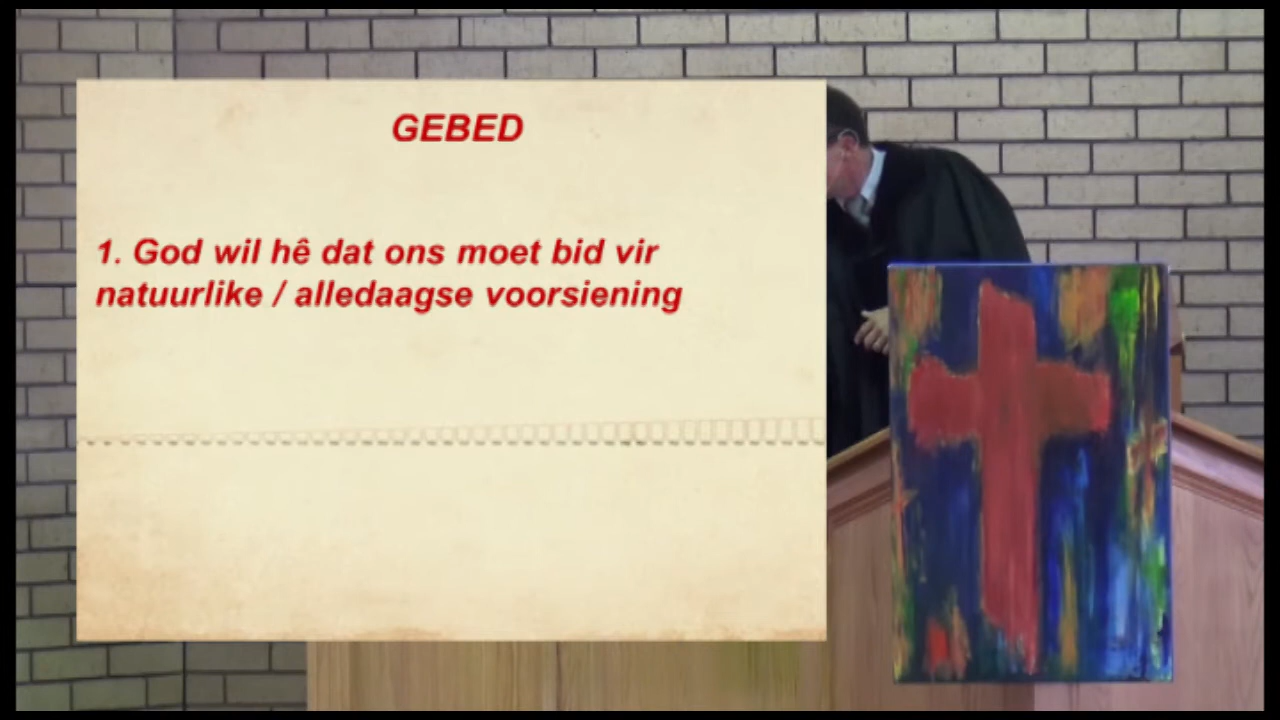 GEBED
1. God wil hê dat ons moet bid vir
natuurlike / alledaagse voorsiening